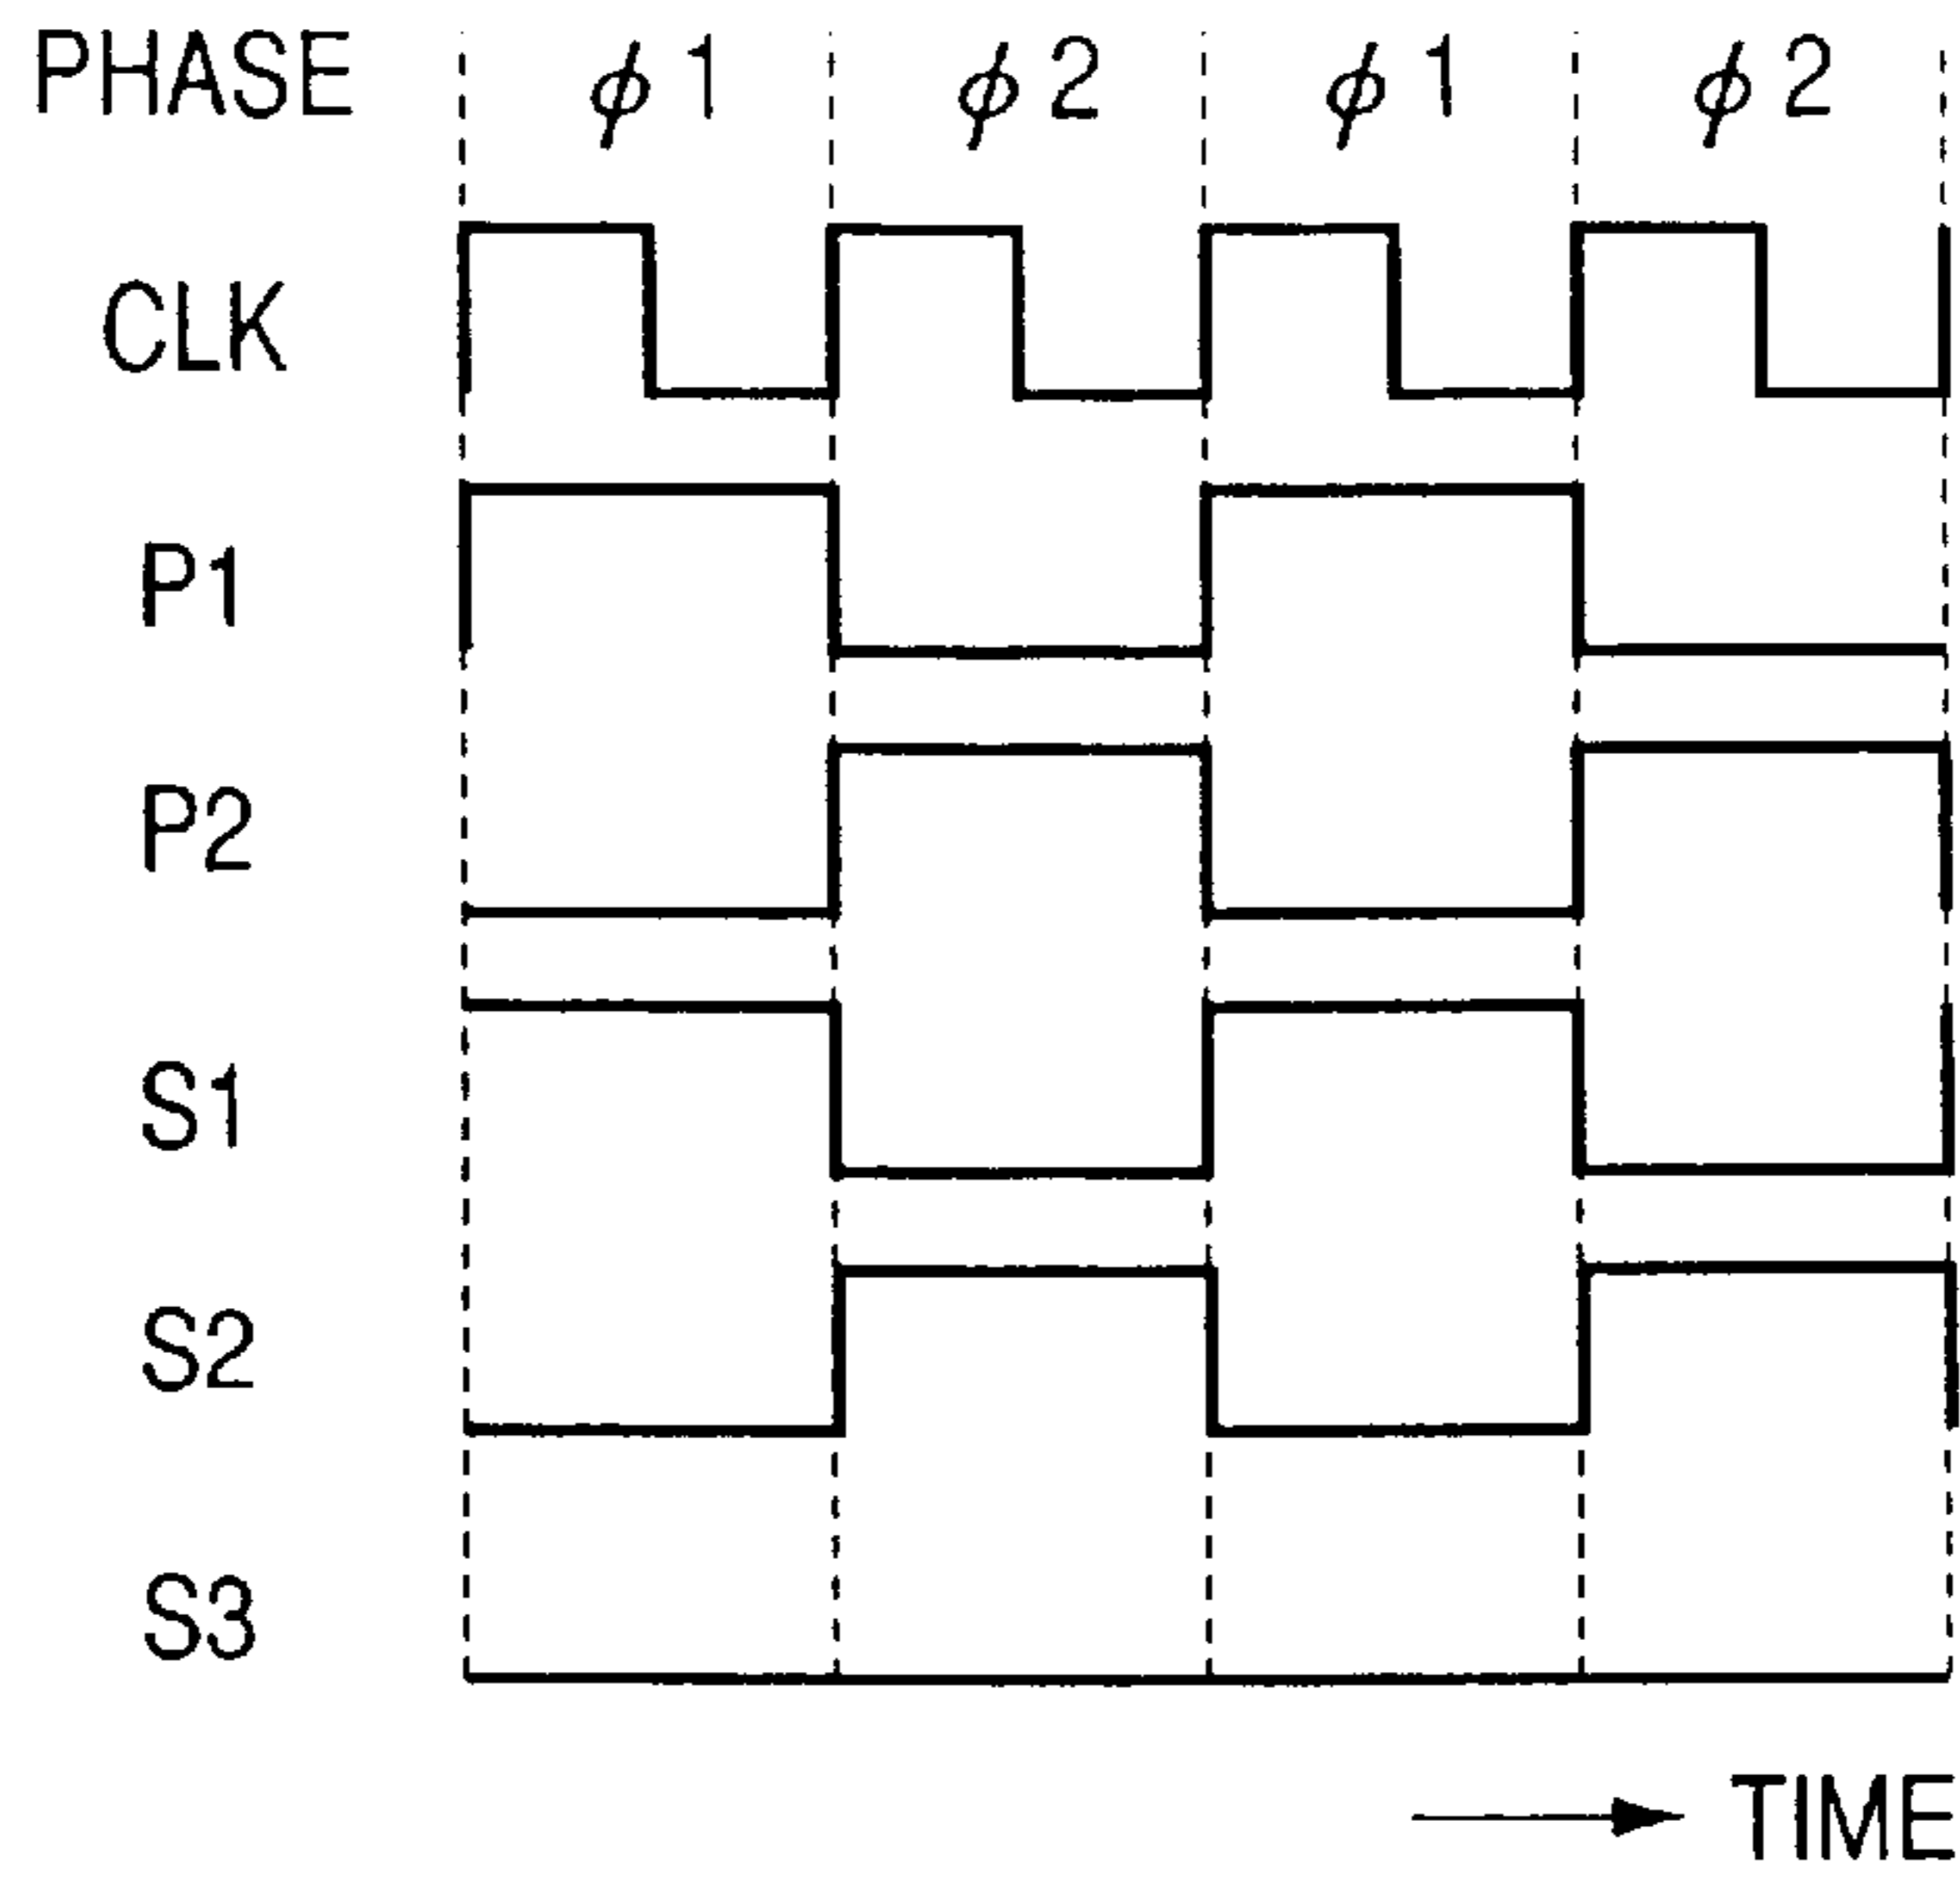 PHASE ϕ1 ϕ2 ϕ1 ϕ2
CLK
P1
P2
S1
S2
S3
TIME